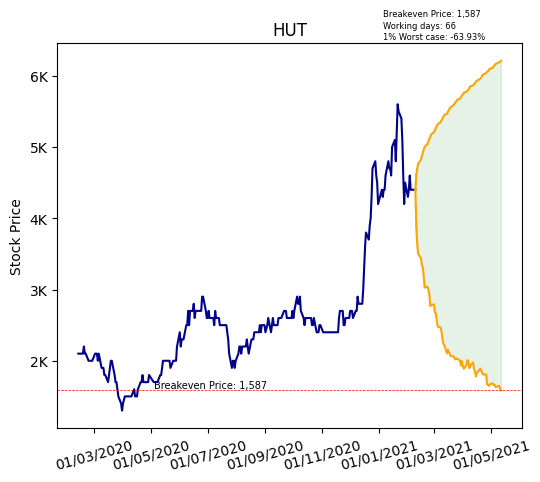 Breakeven Price: 1,587
Working days: 66
1% Worst case: -63.93%
HUT
Stock Price
6K
5K
4K
3K
2K
Breakeven Price: 1,587
01/03/2020 01/05/2020 01/07/2020 01/09/2020 01/11/2020 01/01/2021 01/03/2021 01/05/2021